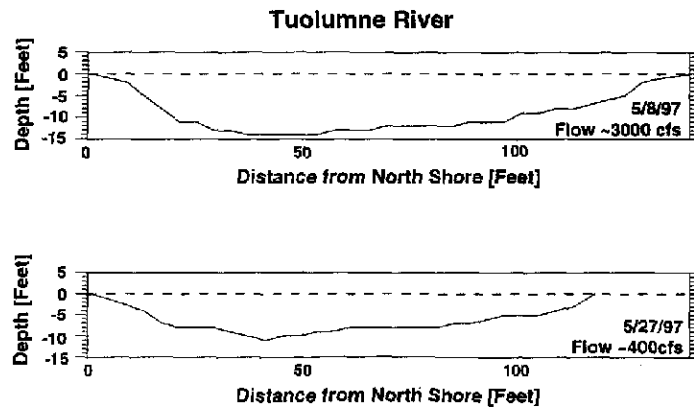 Tuolumne River
5
0
-5
-10
-15
Depth [Feet]
5/8/97
Flow ~3000 cfs
0 50 100
Distance from North Shore [Feet]
5
0
-5
-10
-15
Depth [Feet]
5/27/97
Flow ~400cfs
0 50 100
Distance from North Shore [Feet]